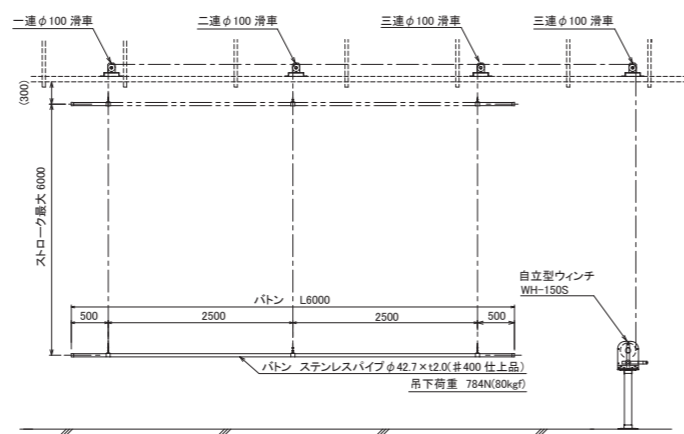 一連φ100 滑車
二連φ100 滑車
三連φ100 滑車
三連φ100 滑車
(300)
ストローク最大 6000
自立型ウィンチ
WH-150S
バトン L6000
500
2500
2500
500
バトン ステンレスパイプφ42.7×t2.0(♯400 仕上品)
吊下荷重 784N(80kgf)